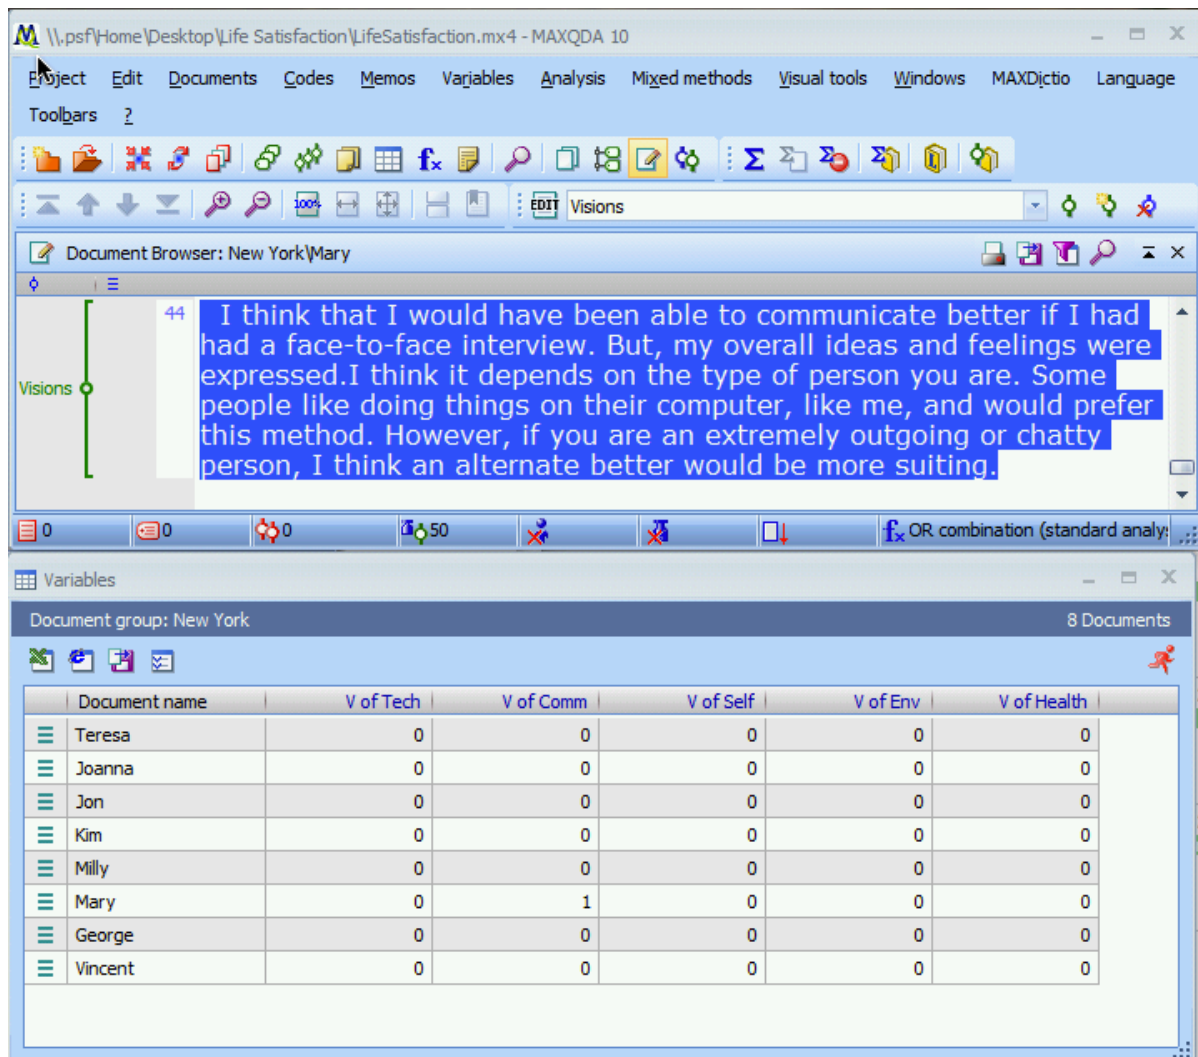 \\.psf\Home\Desktop\Life Satisfaction\LifeSatisfaction.mx4 - MAXQDA 10
Project Edit Documents Codes Memos Variables Analysis Mixed methods Visual tools Windows MAXDictio Language
Toolbars ?
100%
EDIT Visions
Document Browser: New York\Mary
44 I think that I would have been able to communicate better if I had
had a face-to-face interview. But, my overall ideas and feelings were
expressed.I think it depends on the type of person you are. Some
Visions
people like doing things on their computer, like me, and would prefer
this method. However, if you are an extremely outgoing or chatty
person, I think an alternate better would be more suiting.
0 0 0 50 fx OR combination (standard analy
Variables
Document group: New York 8 Documents
Document name V of Tech V of Comm V of Self V of Env V of Health
Teresa 0 0 0 0 0
Joanna 0 0 0 0 0
Jon 0 0 0 0 0
Kim 0 0 0 0 0
Milly 0 0 0 0 0
Mary 0 1 0 0 0
George 0 0 0 0 0
Vincent 0 0 0 0 0